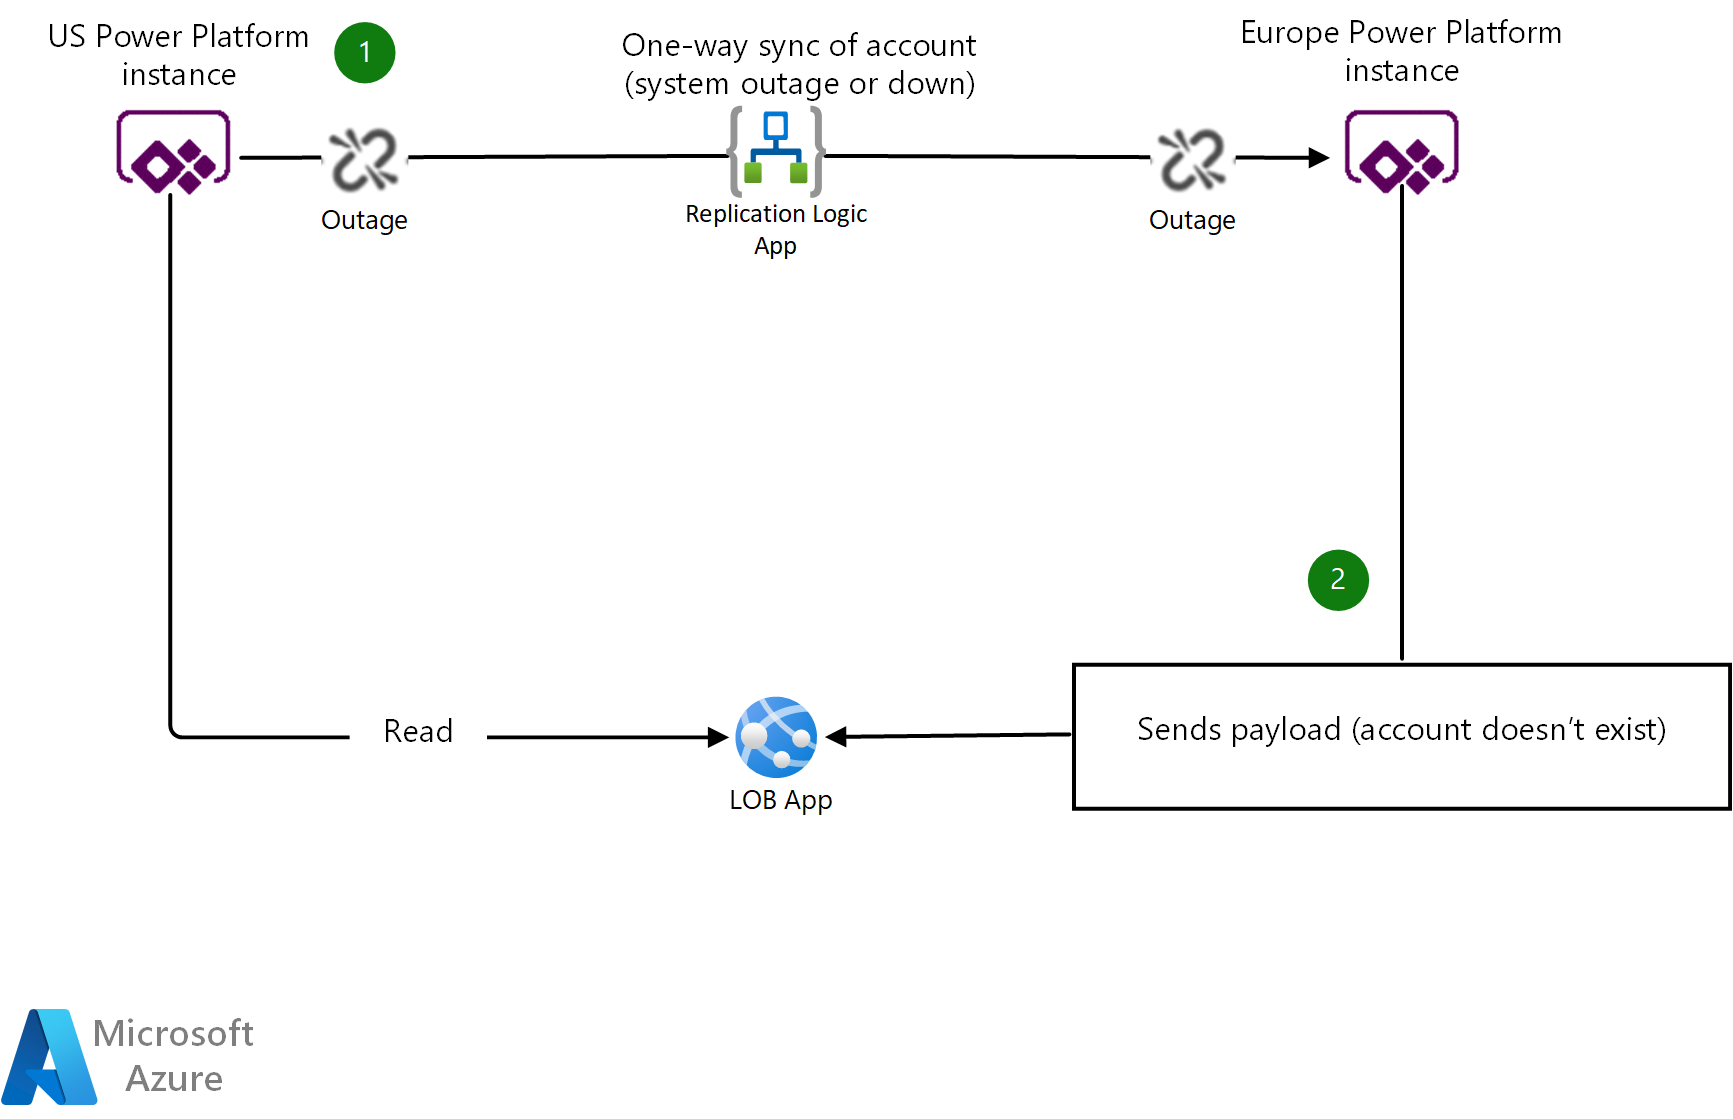 US Power Platform
instance
1
One-way sync of account
(system outage or down)
Europe Power Platform
instance
Outage
Replication Logic
App
Outage
2
Read
Sends payload (account doesn’t exist)
LOB App
Microsoft
Azure